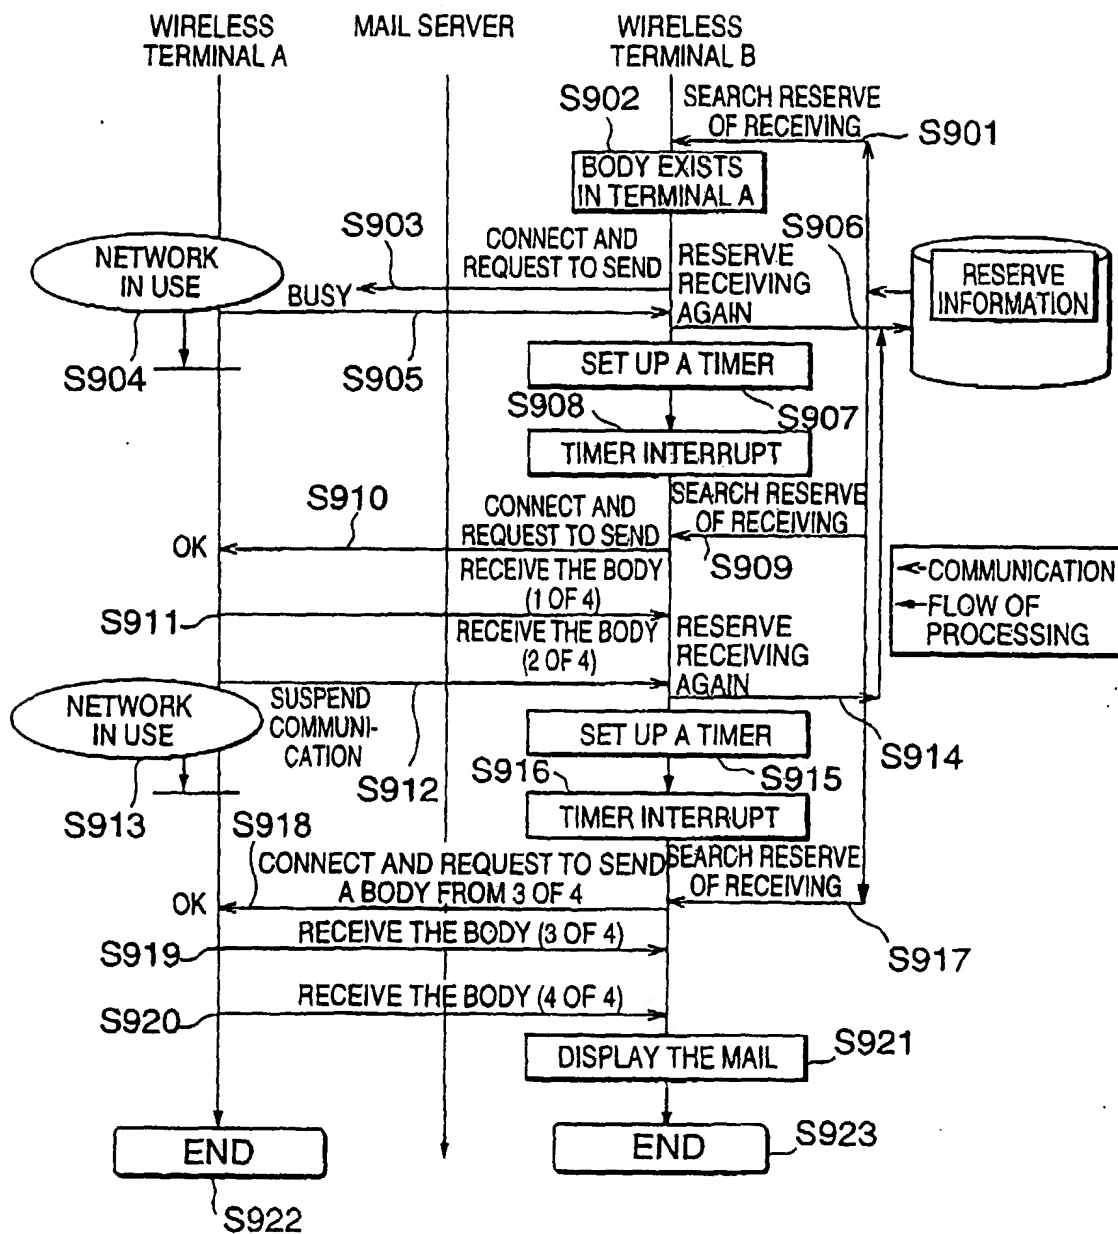 WIRELESS
TERMINAL A
MAIL SERVER
WIRELESS
TERMINAL B
S902
SEARCH RESERVE
OF RECEIVING
S901
BODY EXISTS
IN TERMINAL A
S903
CONNECT AND
REQUEST TO SEND
S906
NETWORK
IN USE
BUSY
RESERVE
RECEIVING
AGAIN
RESERVE
INFORMATION
S904
S905
SET UP A TIMER
S907
S908
TIMER INTERRUPT
S910
CONNECT AND
REQUEST TO SEND
SEARCH RESERVE
OF RECEIVING
OK
S909
RECEIVE THE BODY
(1 OF 4)
COMMUNICATION
FLOW OF
PROCESSING
S911
RECEIVE THE BODY
(2 OF 4)
RESERVE
RECEIVING
AGAIN
NETWORK
IN USE
SUSPEND
COMMUNI-
CATION
S914
SET UP A TIMER
S912
S916
S915
S913
TIMER INTERRUPT
S918
CONNECT AND REQUEST TO SEND
A BODY FROM 3 OF 4
SEARCH RESERVE
OF RECEIVING
OK
S917
S919
RECEIVE THE BODY (3 OF 4)
RECEIVE THE BODY (4 OF 4)
S920
DISPLAY THE MAIL
S921
END
END
S923
S922